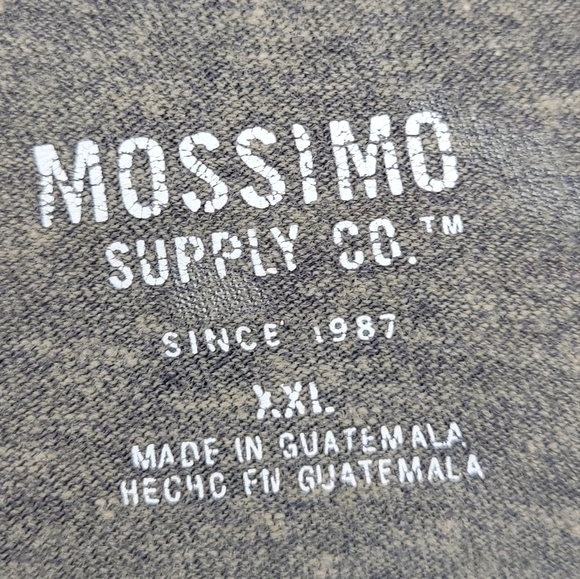 MOSSIMO
SUPPLY CO.™
SINCE 1987
XXL
MADE IN GUATEMALA
HECHO EN GUATEMALA